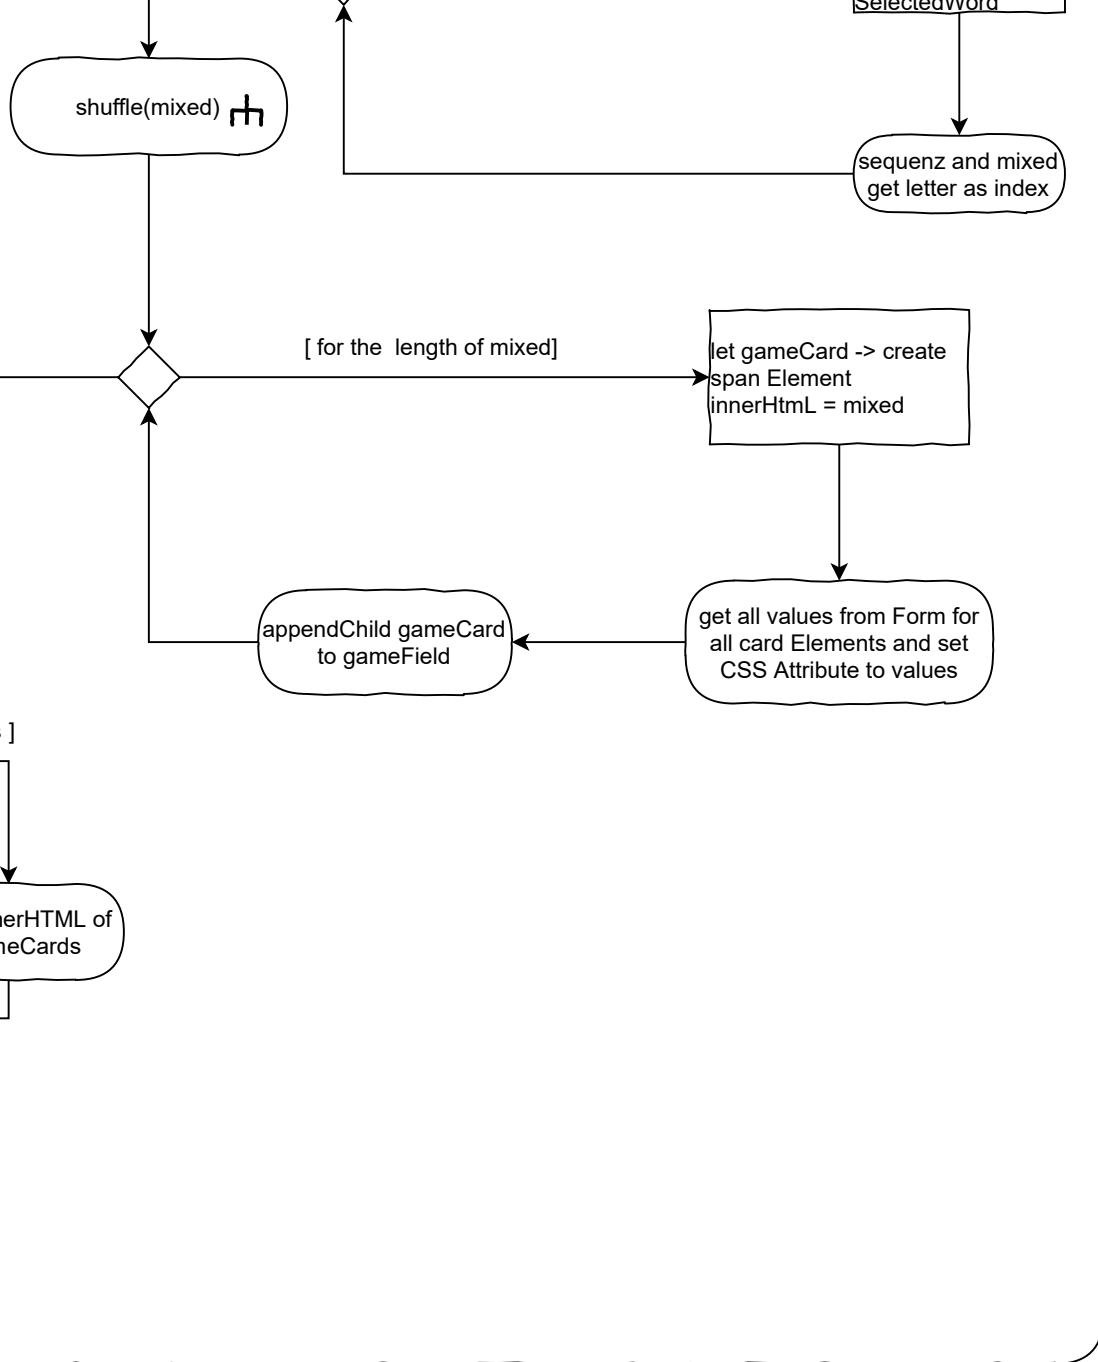 SelectedWord
shuffle(mixed)
sequenz and mixed
get letter as index
[ for the  length of mixed]
let gameCard -> create
span Element
innerHtmL = mixed
get all values from Form for
all card Elements and set
CSS Attribute to values
appendChild gameCard
to gameField
]
of